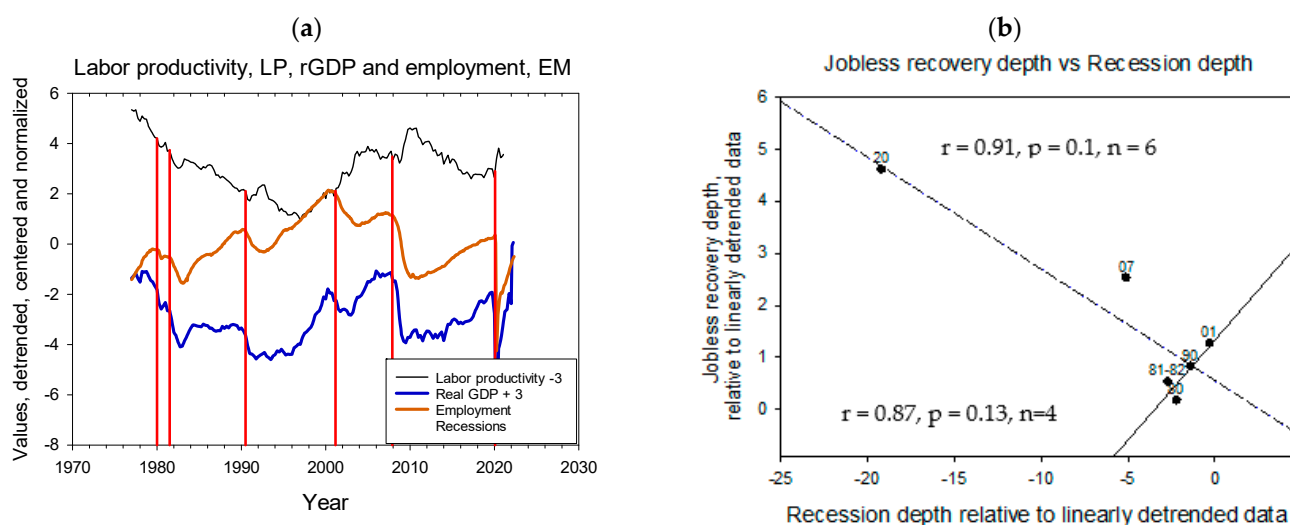 (a)
Labor productivity, LP, rGDP and employment, EM
Values, detrended, centered and normalized
6
4
2
0
-2
-4
-6
-8
Labor productivity -3
Real GDP + 3
Employment
Recessions
1970
1980
1990
2000
2010
2020
2030
Year
(b)
Jobless recovery depth vs Recession depth
Jobless recovery depth,
relative to linearly detrended data
6
5
4
3
2
1
0
r = 0.91, p = 0.1, n = 6
20
07
01
90
81-82
80
r = 0.87, p = 0.13, n=4
-25
-20
-15
-10
-5
0
Recession depth relative to linearly detrended data